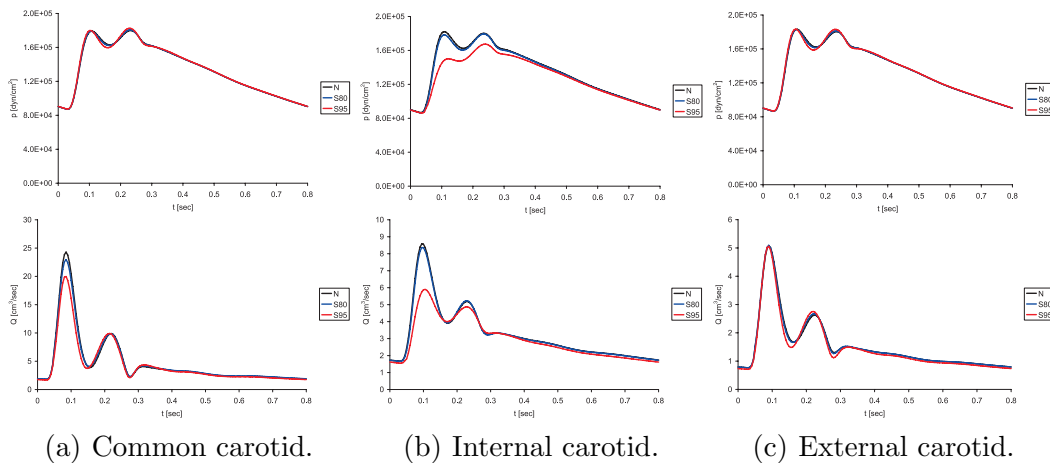 2.0E+05
1.6E+05
1.2E+05
8.0E+04
4.0E+04
0.0E+00
p [dyn/cm²]
0 0.1 0.2 0.3 0.4 0.5 0.6 0.7 0.8
t [sec]
N
S80
S95
2.0E+05
1.6E+05
1.2E+05
8.0E+04
4.0E+04
0.0E+00
p [dyn/cm²]
0 0.1 0.2 0.3 0.4 0.5 0.6 0.7 0.8
t [sec]
N
S80
S95
2.0E+05
1.6E+05
1.2E+05
8.0E+04
4.0E+04
0.0E+00
p [dyn/cm²]
0 0.1 0.2 0.3 0.4 0.5 0.6 0.7 0.8
t [sec]
N
S80
S95
30
25
20
15
10
5
0
Q [cm³/sec]
0 0.1 0.2 0.3 0.4 0.5 0.6 0.7 0.8
t [sec]
N
S80
S95
10
9
8
7
6
5
4
3
2
1
0
Q [cm³/sec]
0 0.1 0.2 0.3 0.4 0.5 0.6 0.7 0.8
t [sec]
N
S80
S95
6
5
4
3
2
1
0
Q [cm³/sec]
0 0.1 0.2 0.3 0.4 0.5 0.6 0.7 0.8
t [sec]
N
S80
S95
(a) Common carotid.
(b) Internal carotid.
(c) External carotid.